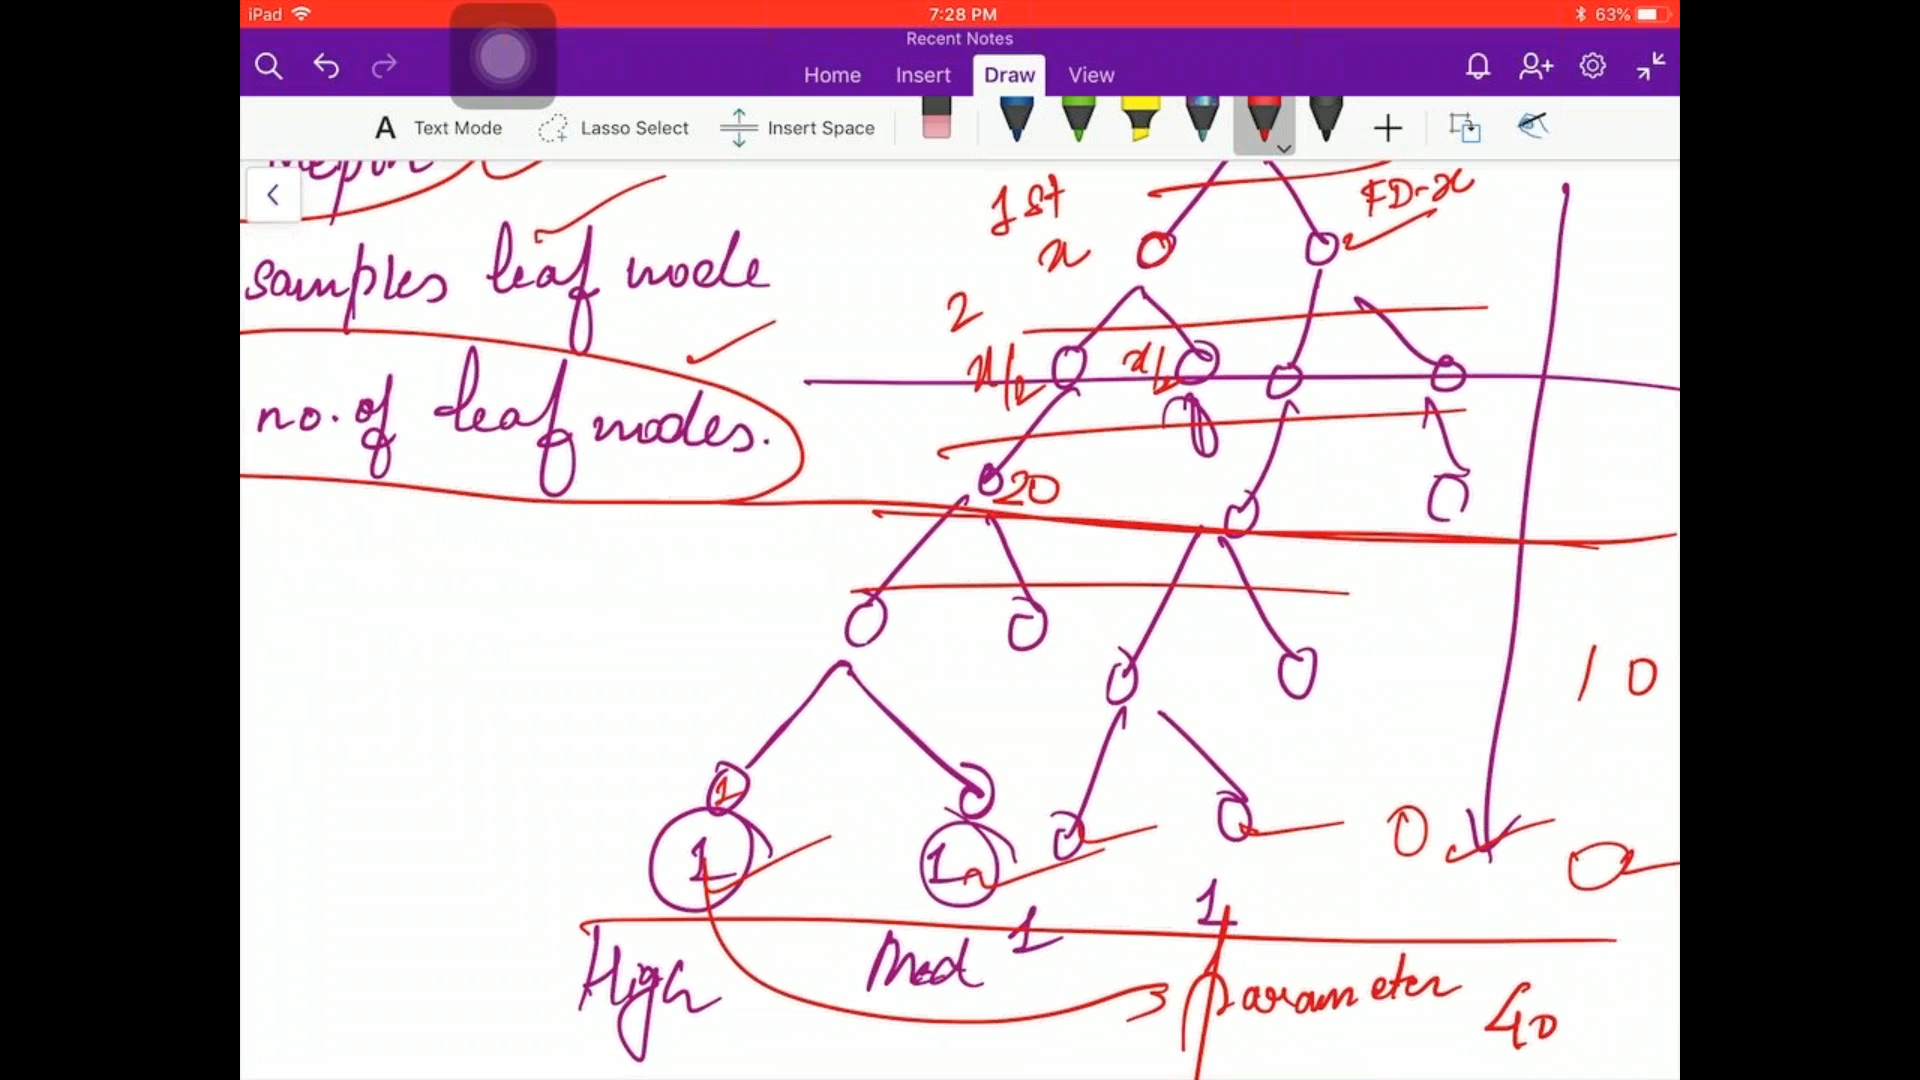 iPad 7:28 PM 63%
Recent Notes
Home Insert Draw View
A Text Mode Lasso Select Insert Space
1st FD-x
x
samples leaf node
2
x/2 x/2
no. of leaf nodes.
20
10
1
1 1 0
1 1
High Med parameter 40